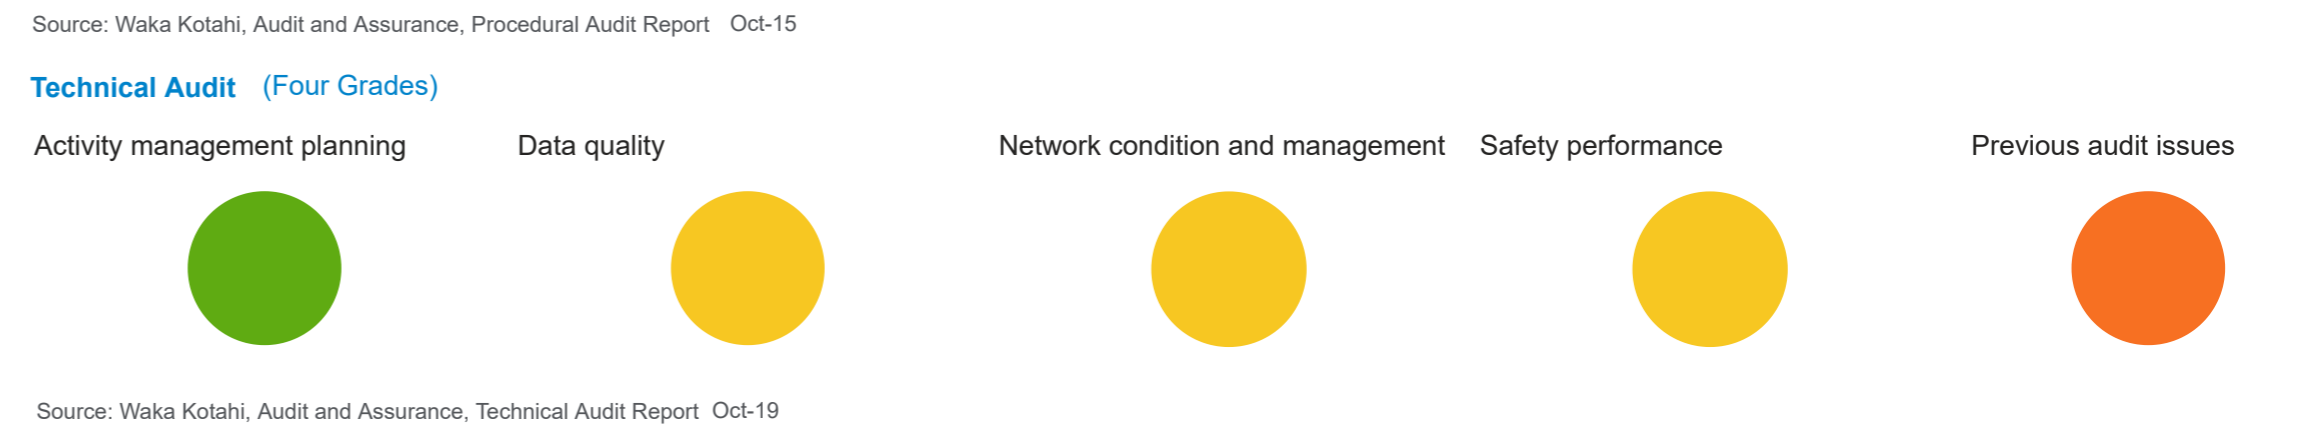 Source: Waka Kotahi, Audit and Assurance, Procedural Audit Report Oct-15
Technical Audit (Four Grades)
Activity management planning Data quality Network condition and management Safety performance Previous audit issues
Source: Waka Kotahi, Audit and Assurance, Technical Audit Report Oct-19